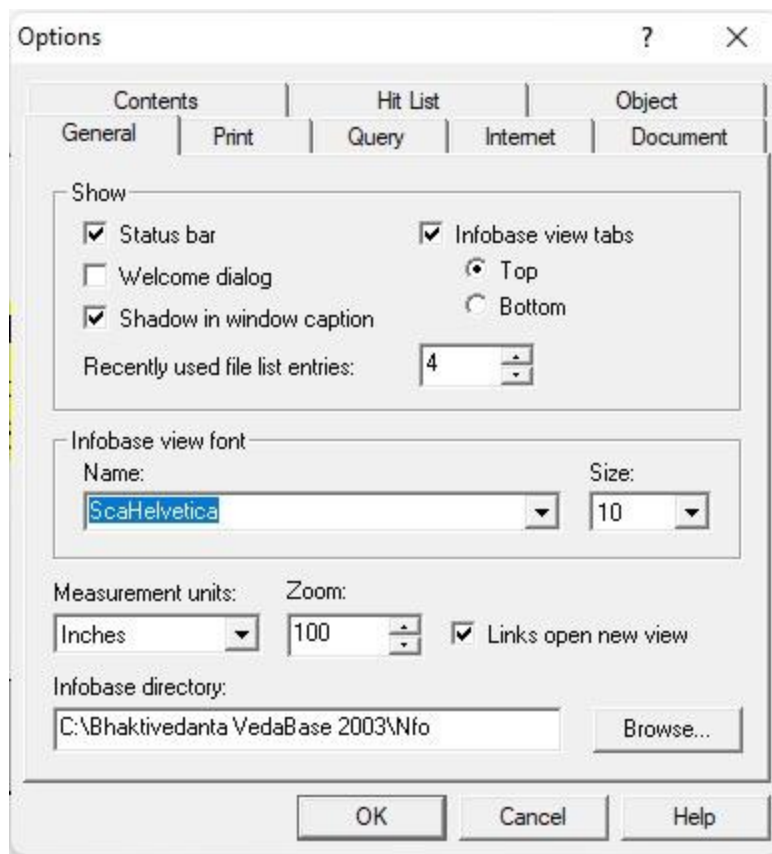 Options ?
Contents Hit List Object
General Print Query Internet Document
Show
Status bar Infobase view tabs
Welcome dialog Top
Shadow in window caption Bottom
Recently used file list entries: 4
Infobase view font
Name: Size:
ScaHelvetica 10
Measurement units: Zoom:
Inches 100 Links open new view
Infobase directory:
C:\Bhaktivedanta VedaBase 2003\Nfo Browse...
OK Cancel Help